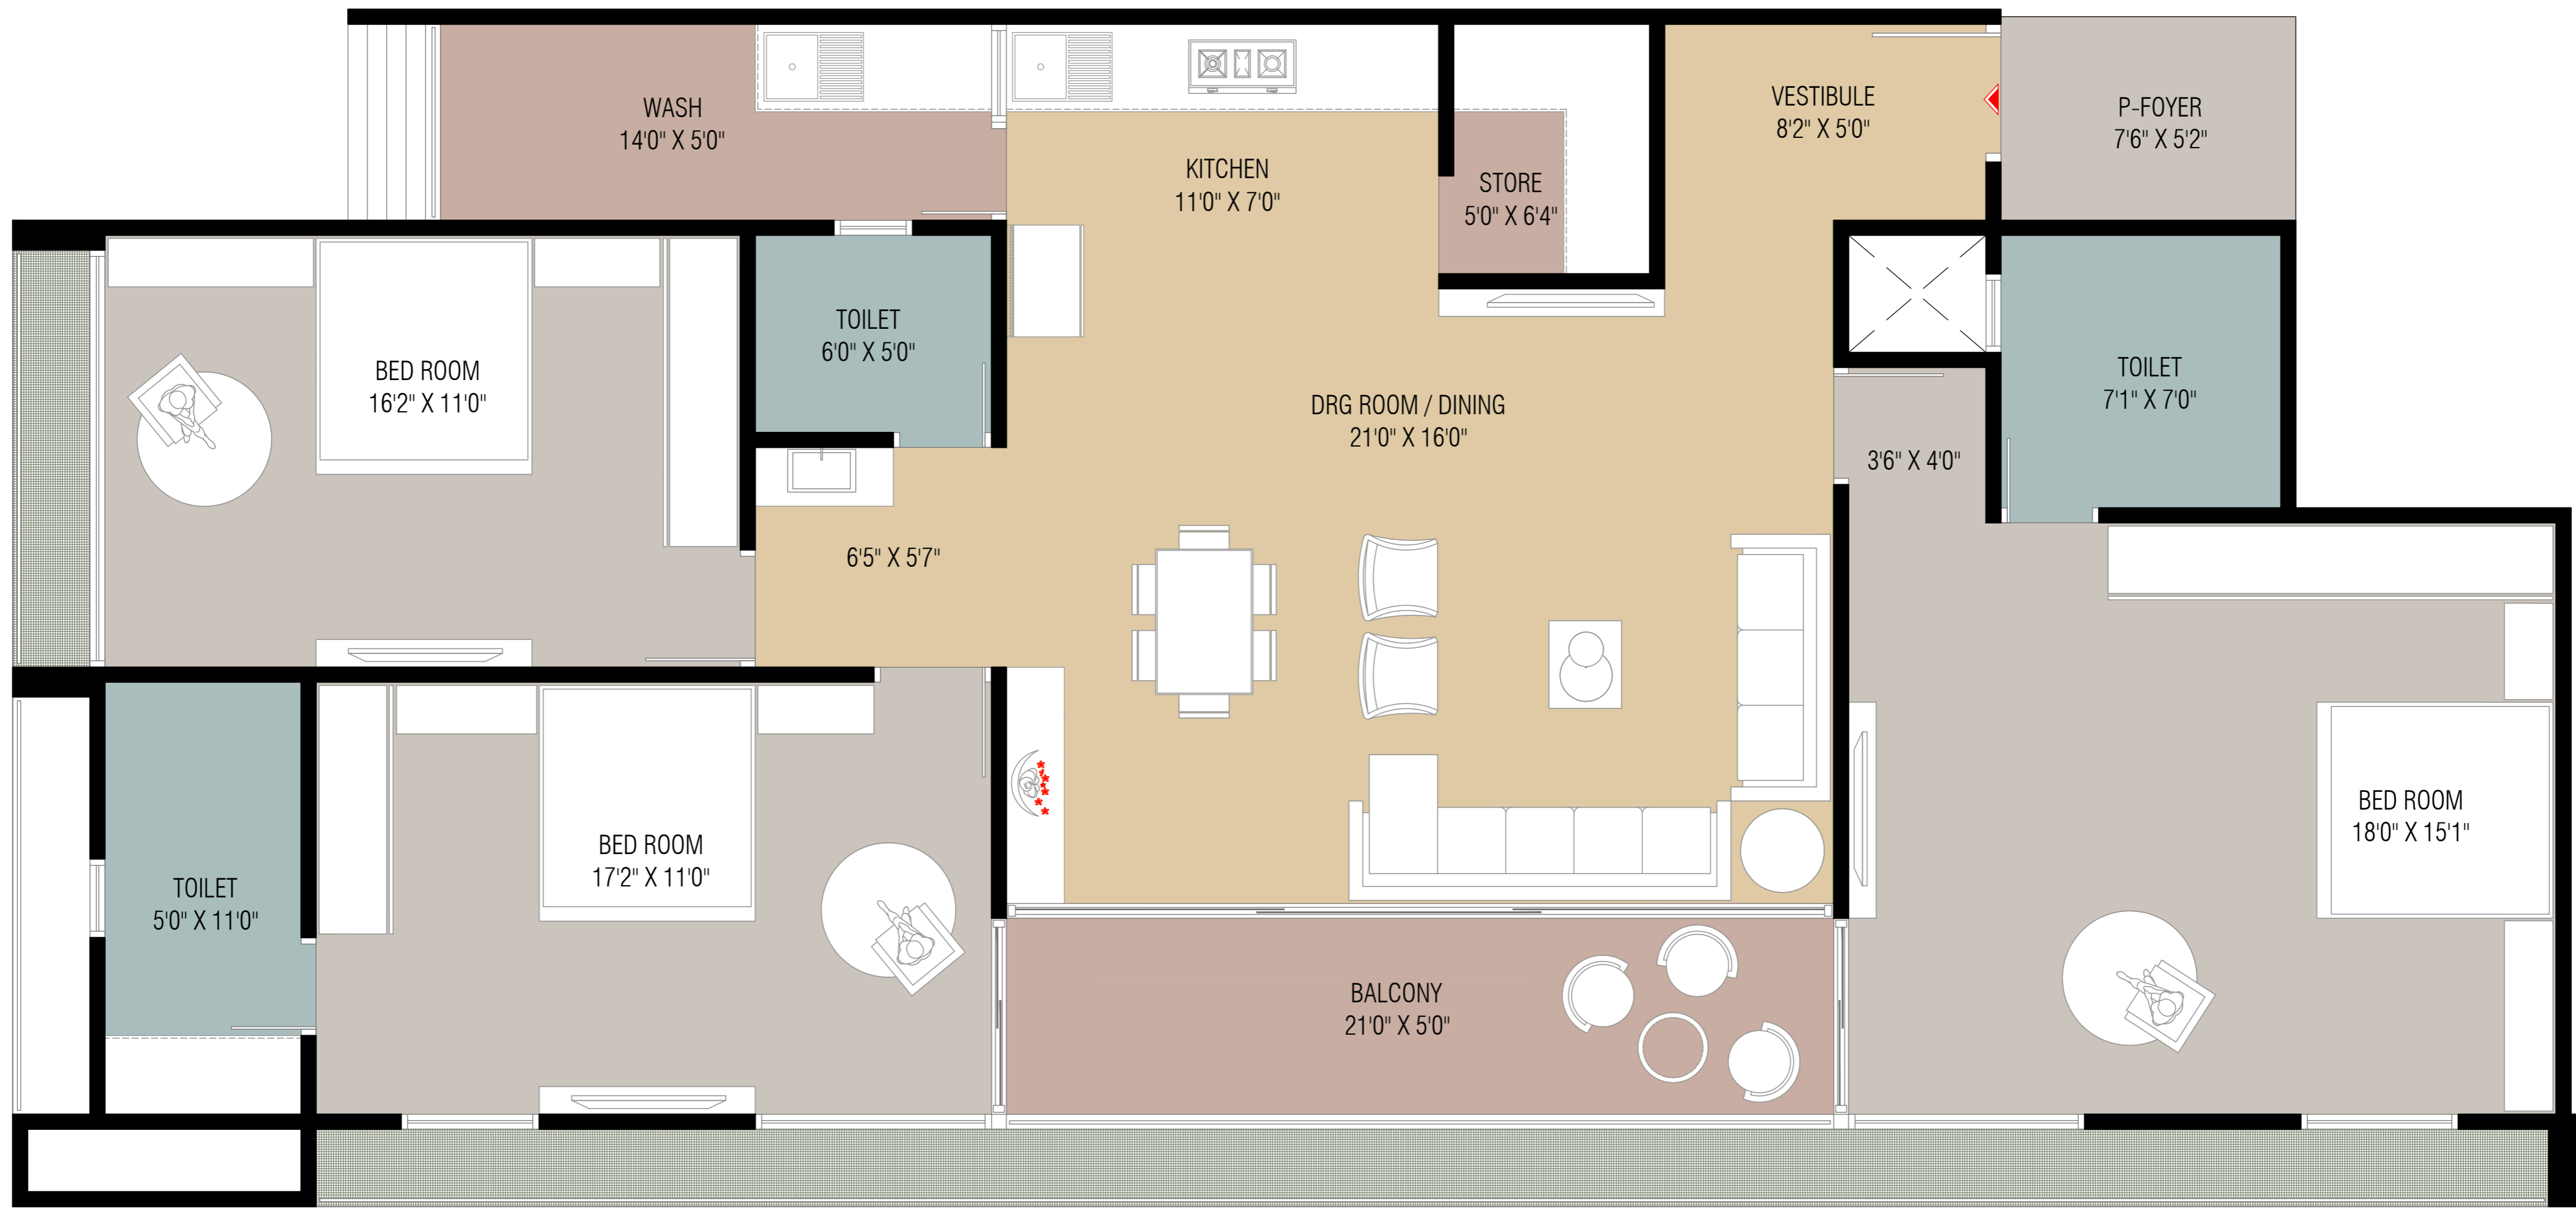 WASH
14'0" X 5'0"
KITCHEN
11'0" X 7'0"
STORE
5'0" X 6'4"
VESTIBULE
8'2" X 5'0"
P-FOYER
7'6" X 5'2"
BED ROOM
16'2" X 11'0"
TOILET
6'0" X 5'0"
DRG ROOM / DINING
21'0" X 16'0"
TOILET
7'1" X 7'0"
3'6" X 4'0"
6'5" X 5'7"
TOILET
5'0" X 11'0"
BED ROOM
17'2" X 11'0"
BED ROOM
18'0" X 15'1"
BALCONY
21'0" X 5'0"